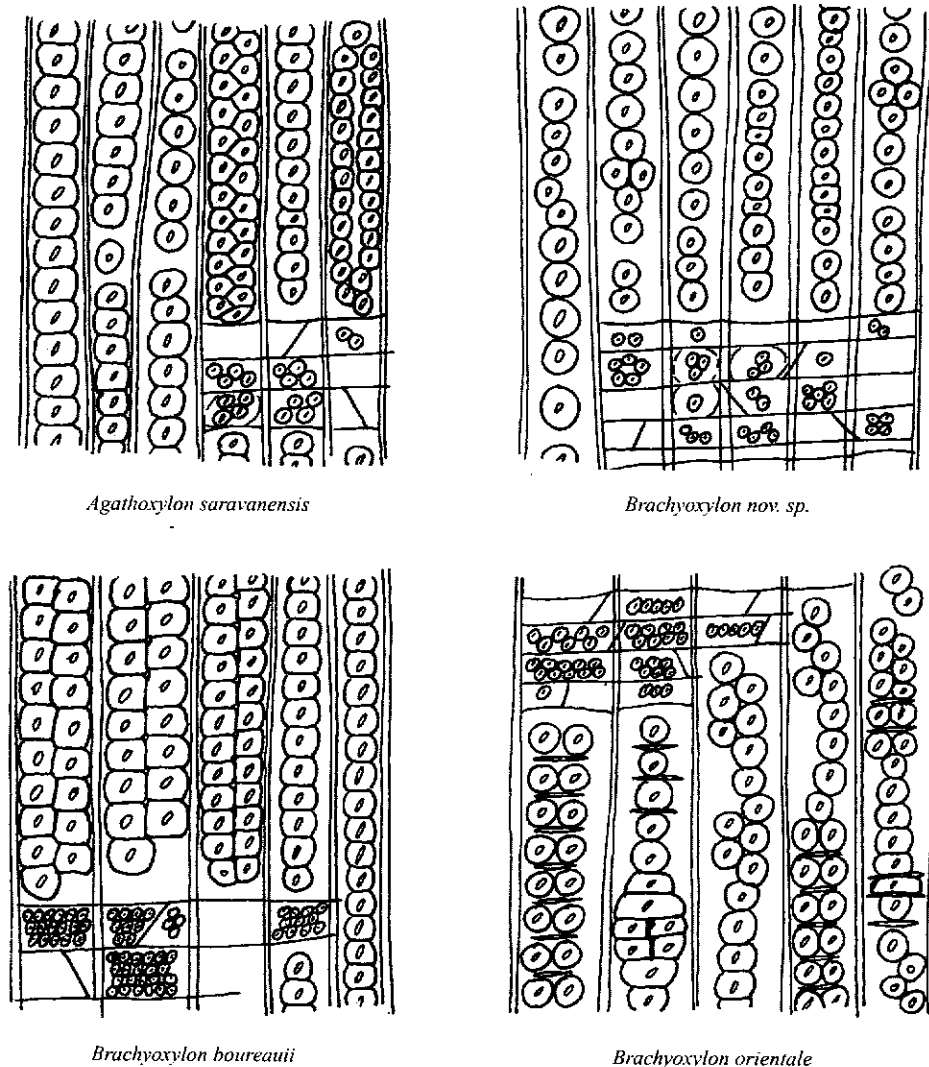 Agathoxylon saravanensis
Brachyoxylon nov. sp.
Brachyoxylon boureauii
Brachyoxylon orientale